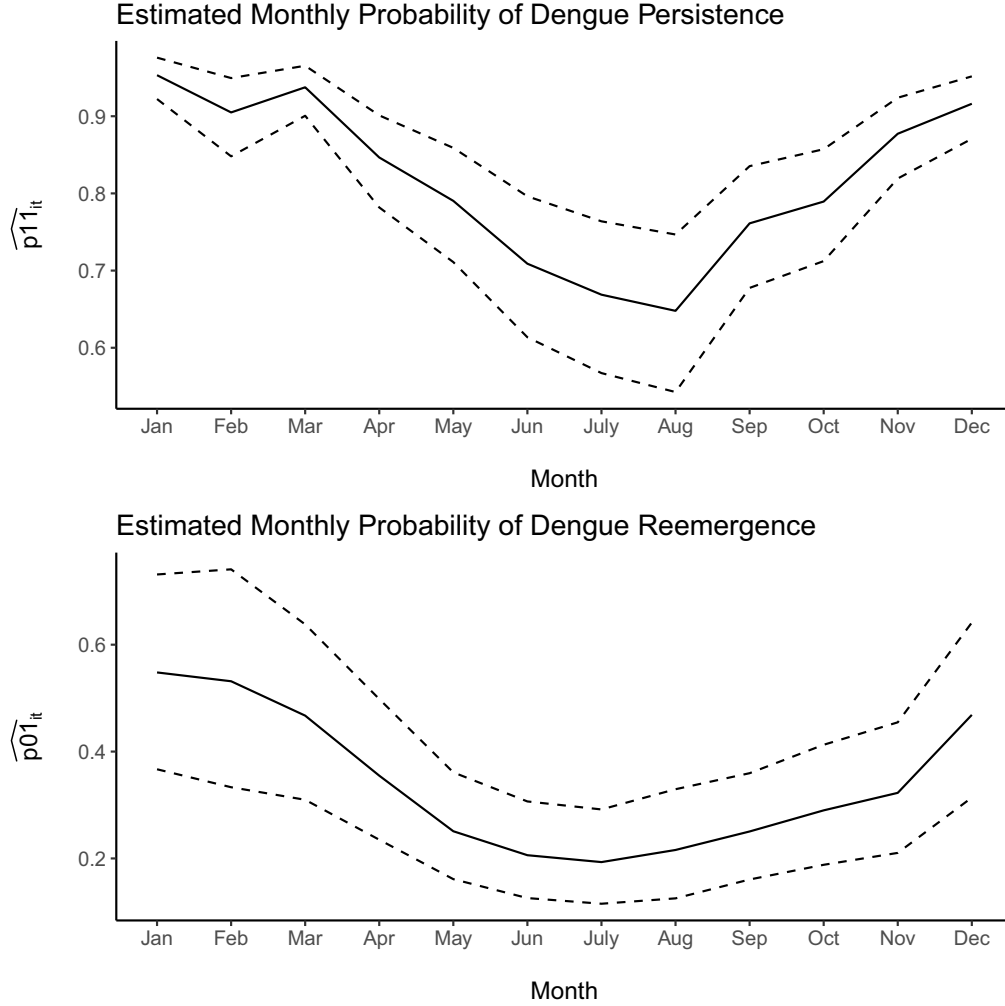 Estimated Monthly Probability of Dengue Persistence
0.9
0.8
0.7
0.6
p11it
Jan Feb Mar Apr May Jun July Aug Sep Oct Nov Dec
Month
Estimated Monthly Probability of Dengue Reemergence
0.6
0.4
0.2
p01it
Jan Feb Mar Apr May Jun July Aug Sep Oct Nov Dec
Month